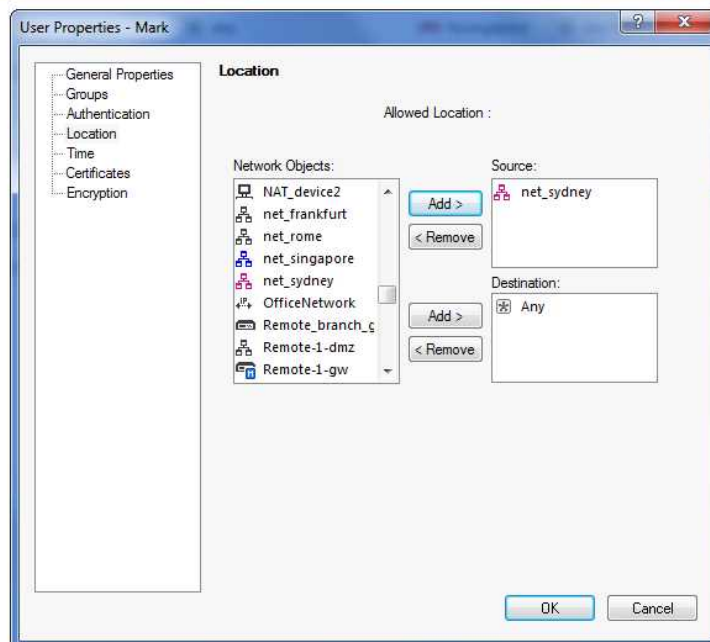 User Properties - Mark
General Properties
Groups
Authentication
Location
Time
Certificates
Encryption
Location
Allowed Location :
Network Objects:
NAT_device2
net_frankfurt
net_rome
net_singapore
net_sydney
OfficeNetwork
Remote_branch_g
Remote-1-dmz
Remote-1-gw
Add >
< Remove
Add >
< Remove
Source:
net_sydney
Destination:
Any
OK
Cancel